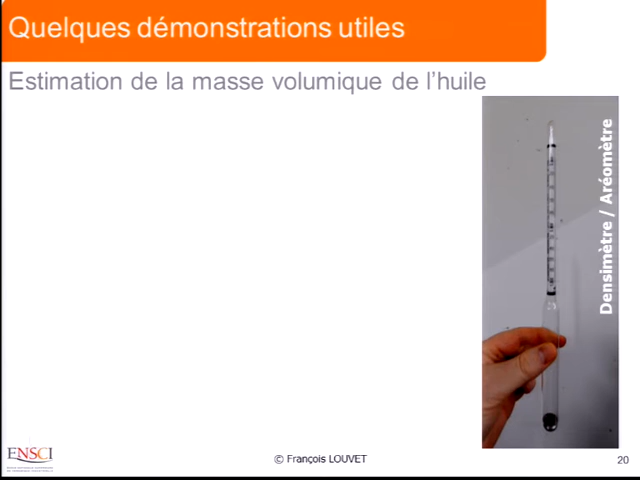 Quelques démonstrations utiles
Estimation de la masse volumique de l'huile
Densimètre / Aréomètre
ENSCI
© François LOUVET
20